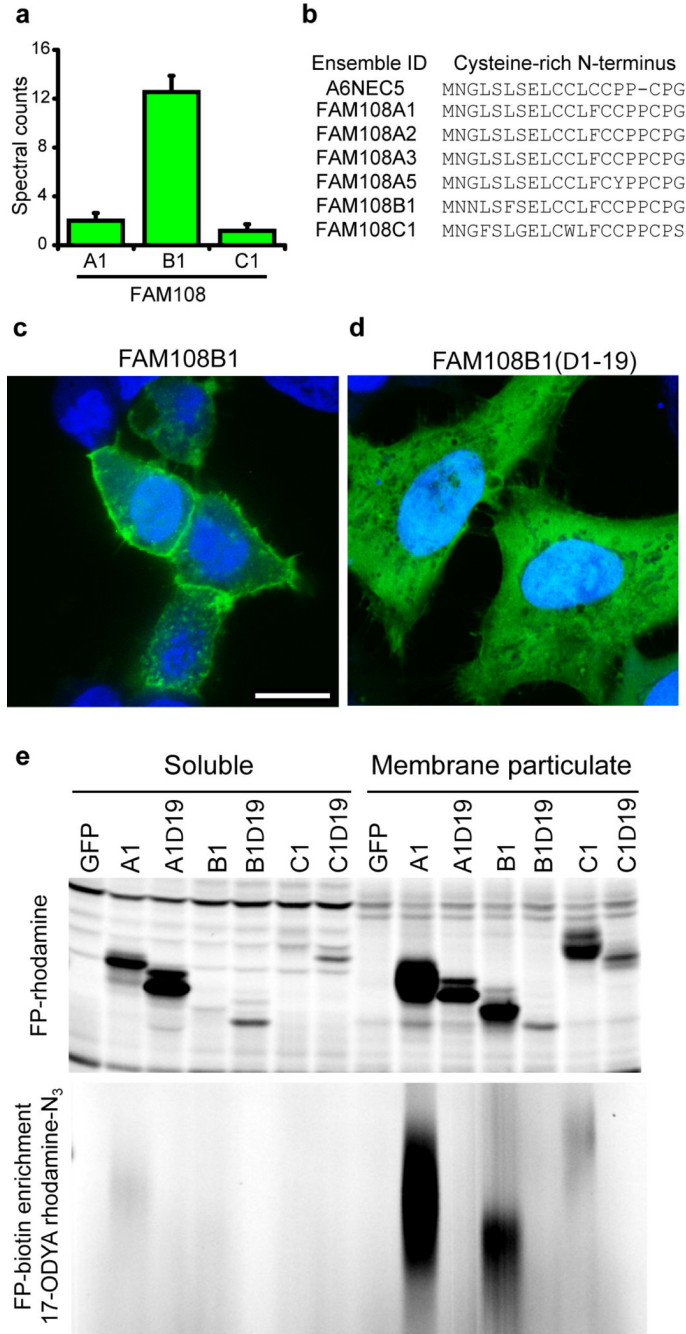 a
16
12
8
4
0
Spectral counts
A1 B1 C1
FAM108
b
Ensemble ID Cysteine-rich N-terminus
A6NEC5 MNGLSLSELCCLCCPP-CPG
FAM108A1 MNGLSLSELCCLFCCPPCPG
FAM108A2 MNGLSLSELCCLFCCPPCPG
FAM108A3 MNGLSLSELCCLFCCPPCPG
FAM108A5 MNGLSLSELCCLFCYPPCPG
FAM108B1 MNNLSFSELCCLFCCPPCPG
FAM108C1 MNGFSLGELCWLFCCPPCPS
c
FAM108B1
d
FAM108B1(D1-19)
e
Soluble Membrane particulate
GFP A1 A1D19 B1 B1D19 C1 C1D19 GFP A1 A1D19 B1 B1D19 C1 C1D19
FP-rhodamine
FP-biotin enrichment
17-ODYA rhodamine-N3